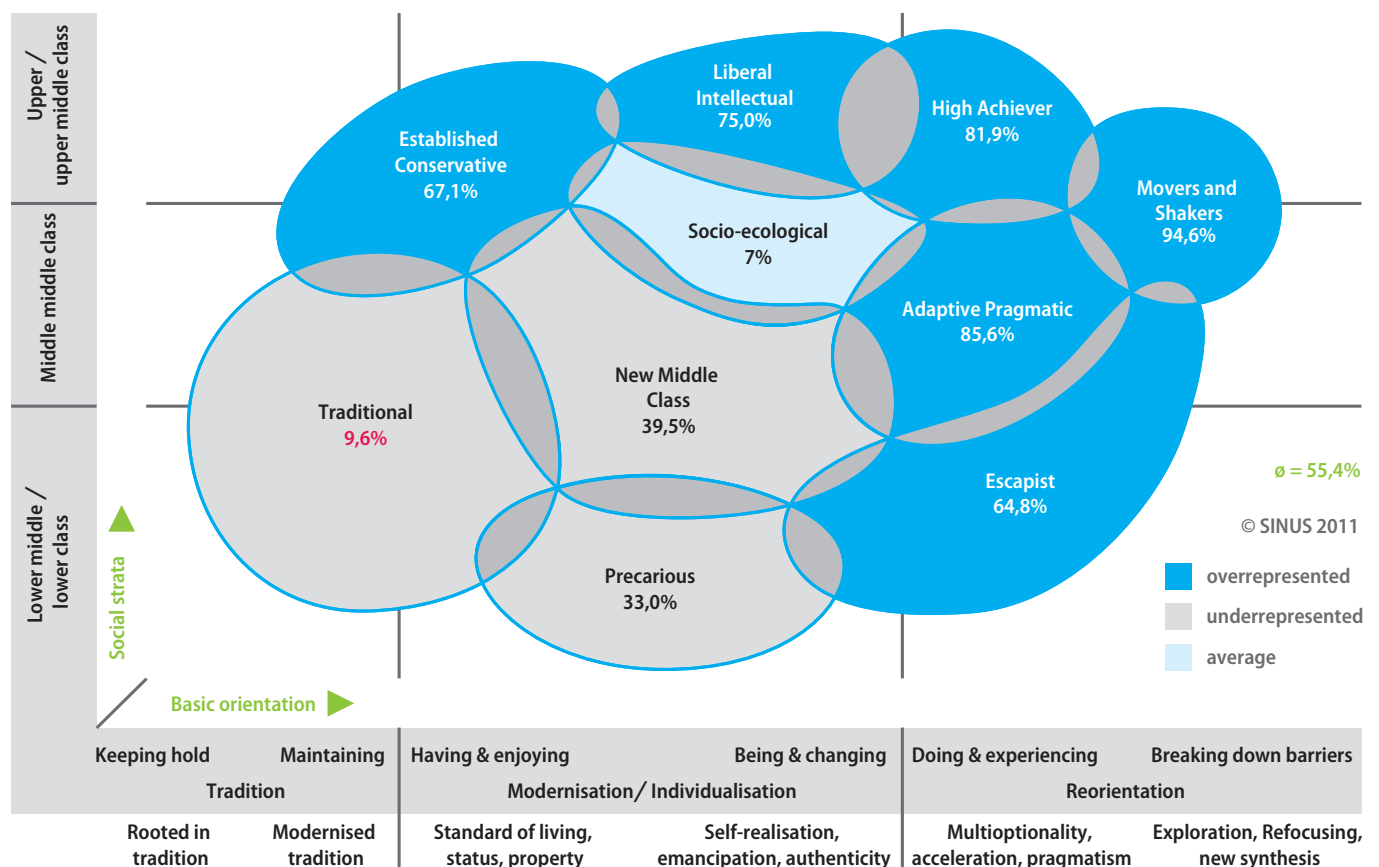 Upper /
upper middle class
Middle middle class
Lower middle /
lower class
Social strata
Basic orientation
Established
Conservative
67,1%
Liberal
Intellectual
75,0%
High Achiever
81,9%
Movers and
Shakers
94,6%
Socio-ecological
7%
Adaptive Pragmatic
85,6%
New Middle
Class
39,5%
Traditional
9,6%
Escapist
64,8%
Precarious
33,0%
ø = 55,4%
© SINUS 2011
overrepresented
underrepresented
average
Keeping hold
Maintaining
Having & enjoying
Being & changing
Doing & experiencing
Breaking down barriers
Tradition
Modernisation/ Individualisation
Reorientation
Rooted in
tradition
Modernised
tradition
Standard of living,
status, property
Self-realisation,
emancipation, authenticity
Multioptionality,
acceleration, pragmatism
Exploration, Refocusing,
new synthesis